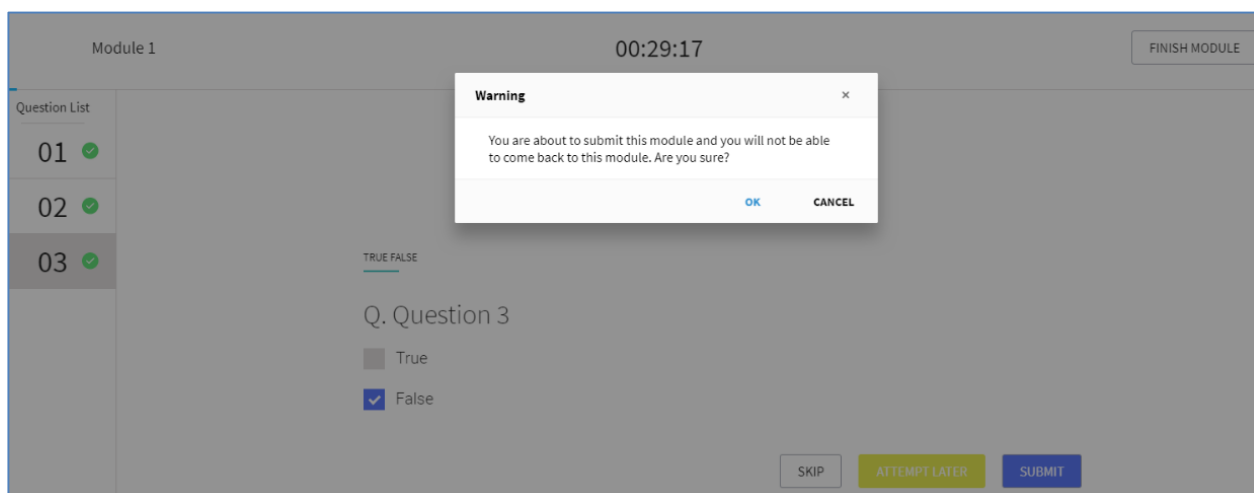 Module 1
00:29:17
FINISH MODULE
Warning
×
You are about to submit this module and you will not be able
to come back to this module. Are you sure?
OK
CANCEL
Question List
01
02
03
TRUE FALSE
Q. Question 3
True
False
SKIP
ATTEMPT LATER
SUBMIT